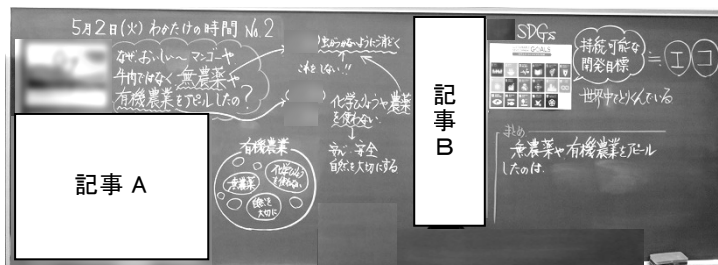 5月2日(火) わかたけの時間 No.2
なぜ、おいしい〜マンゴーや
牛肉ではなく無農薬や
有機農業をアピールしたの?
虫がつかないように消どく
これをしない!!
化学ひりょうや農薬
を使わない
安心 安全
自然を大切にする
有機農業
無農薬
化学ひりょう
を使わない
自然を
大切に
記事 A
記事 B
SDGs
GOALS
持続可能な
開発目標
≒ エ コ
世界中でとりくんでいる
まとめ
無農薬や有機農業をアピール
したのは